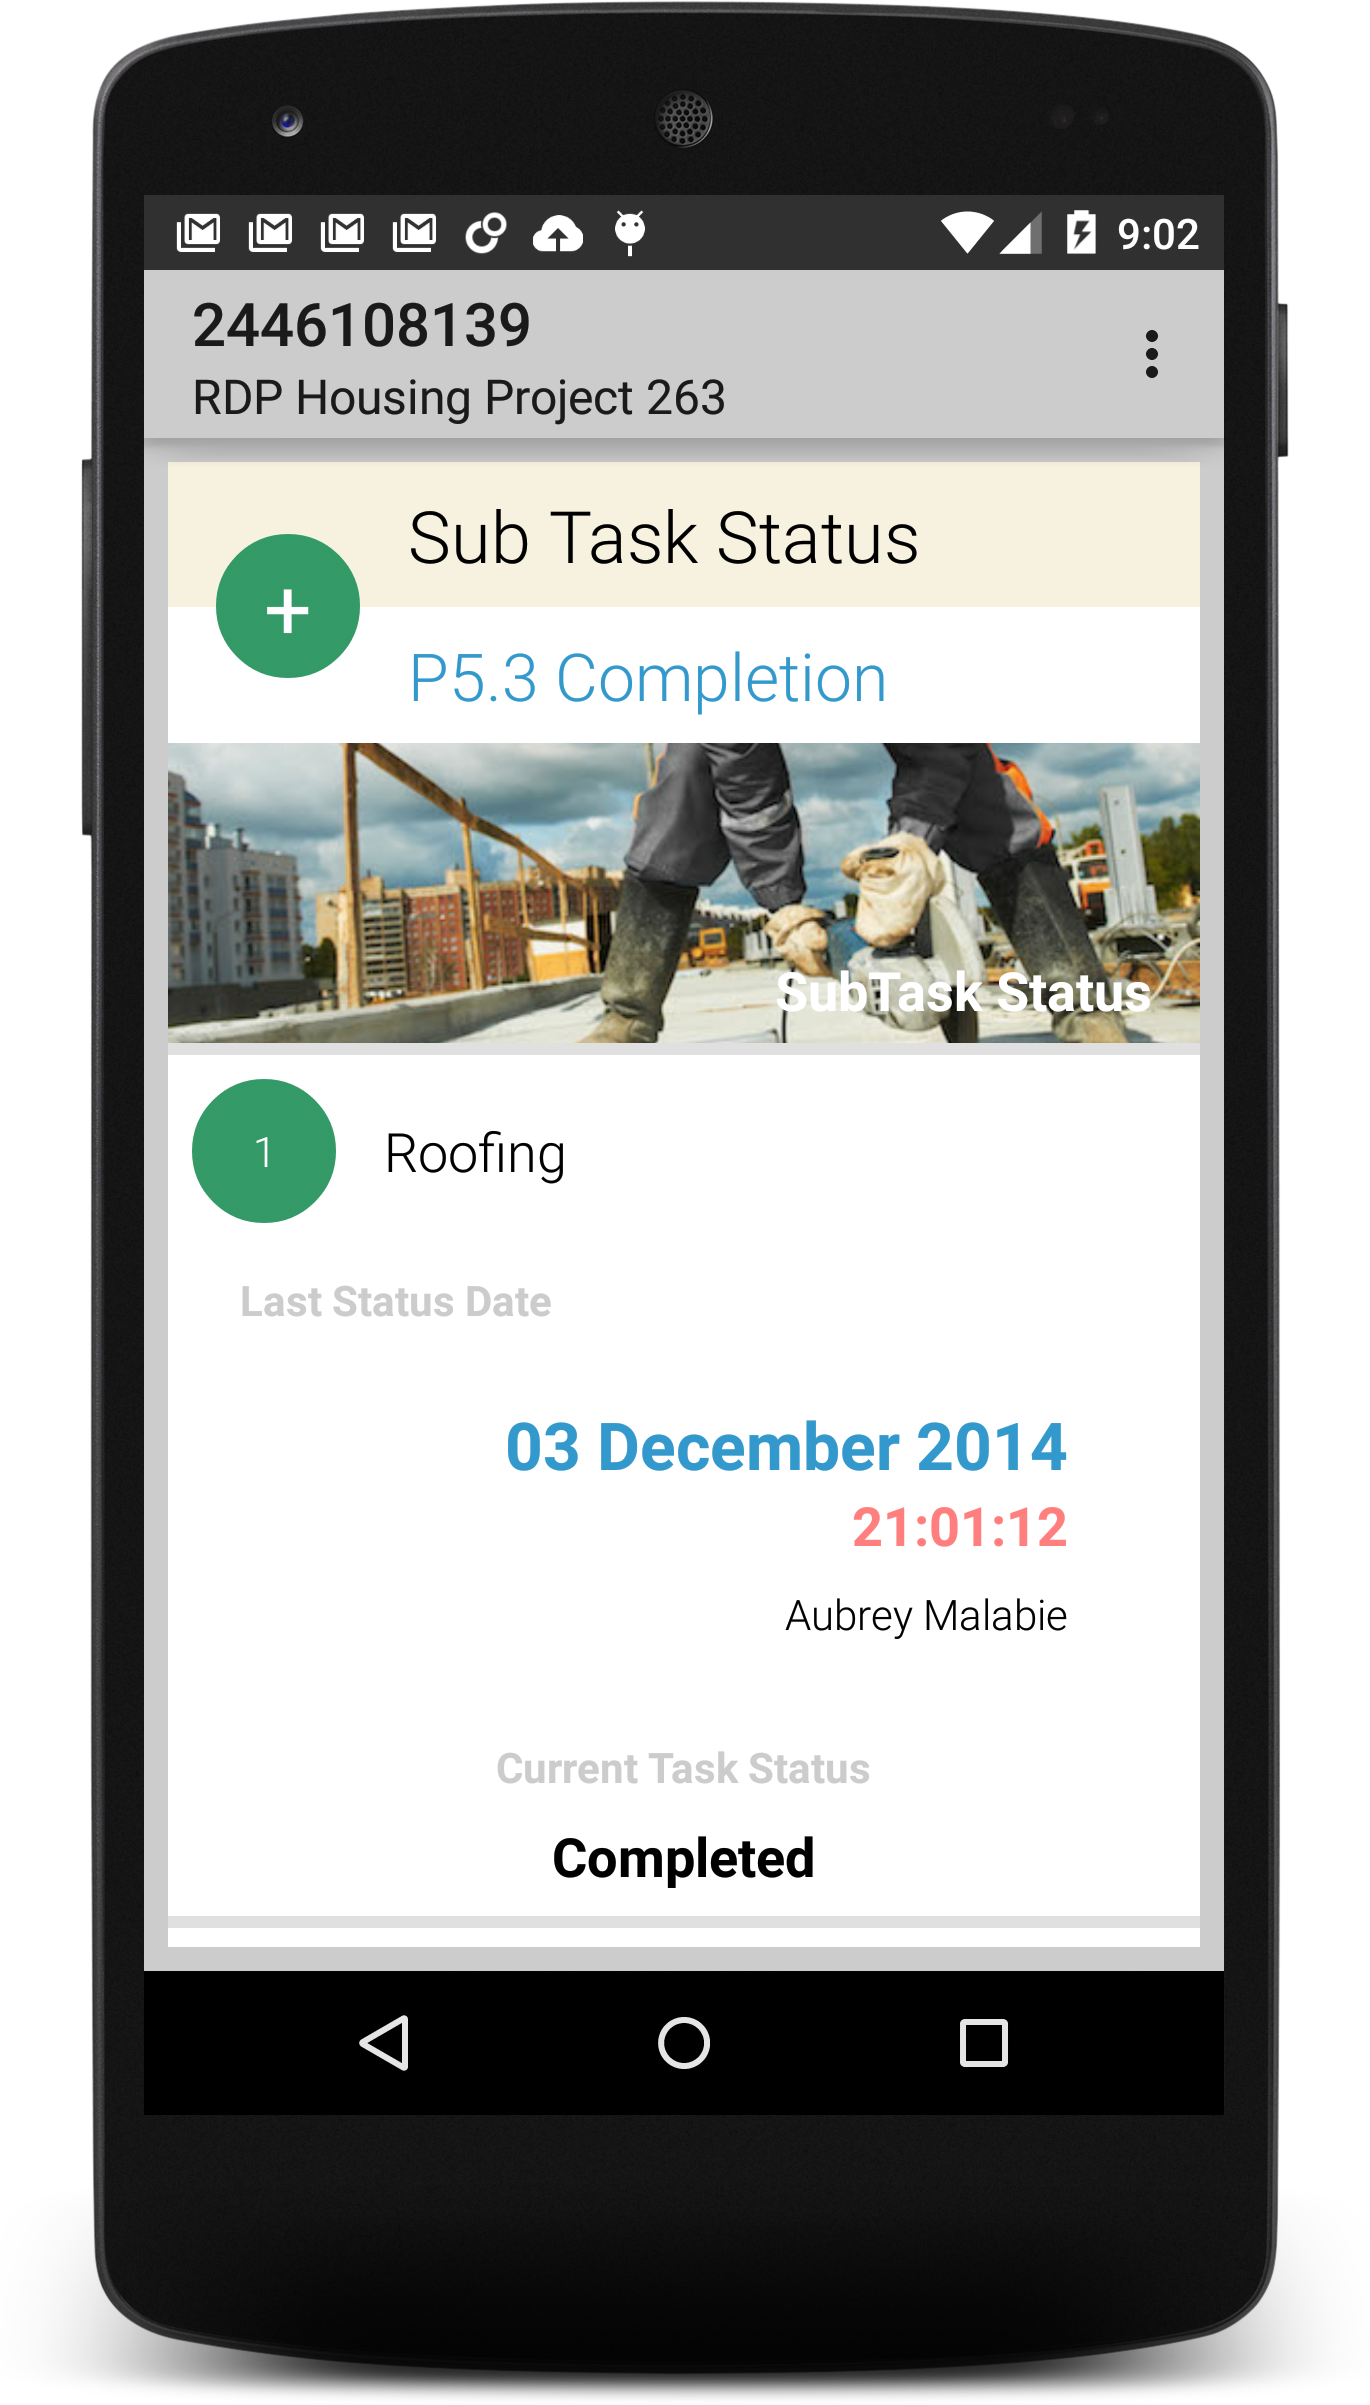 9:02
2446108139
RDP Housing Project 263
Sub Task Status
+
P5.3 Completion
SubTask Status
1
Roofing
Last Status Date
03 December 2014
21:01:12
Aubrey Malabie
Current Task Status
Completed